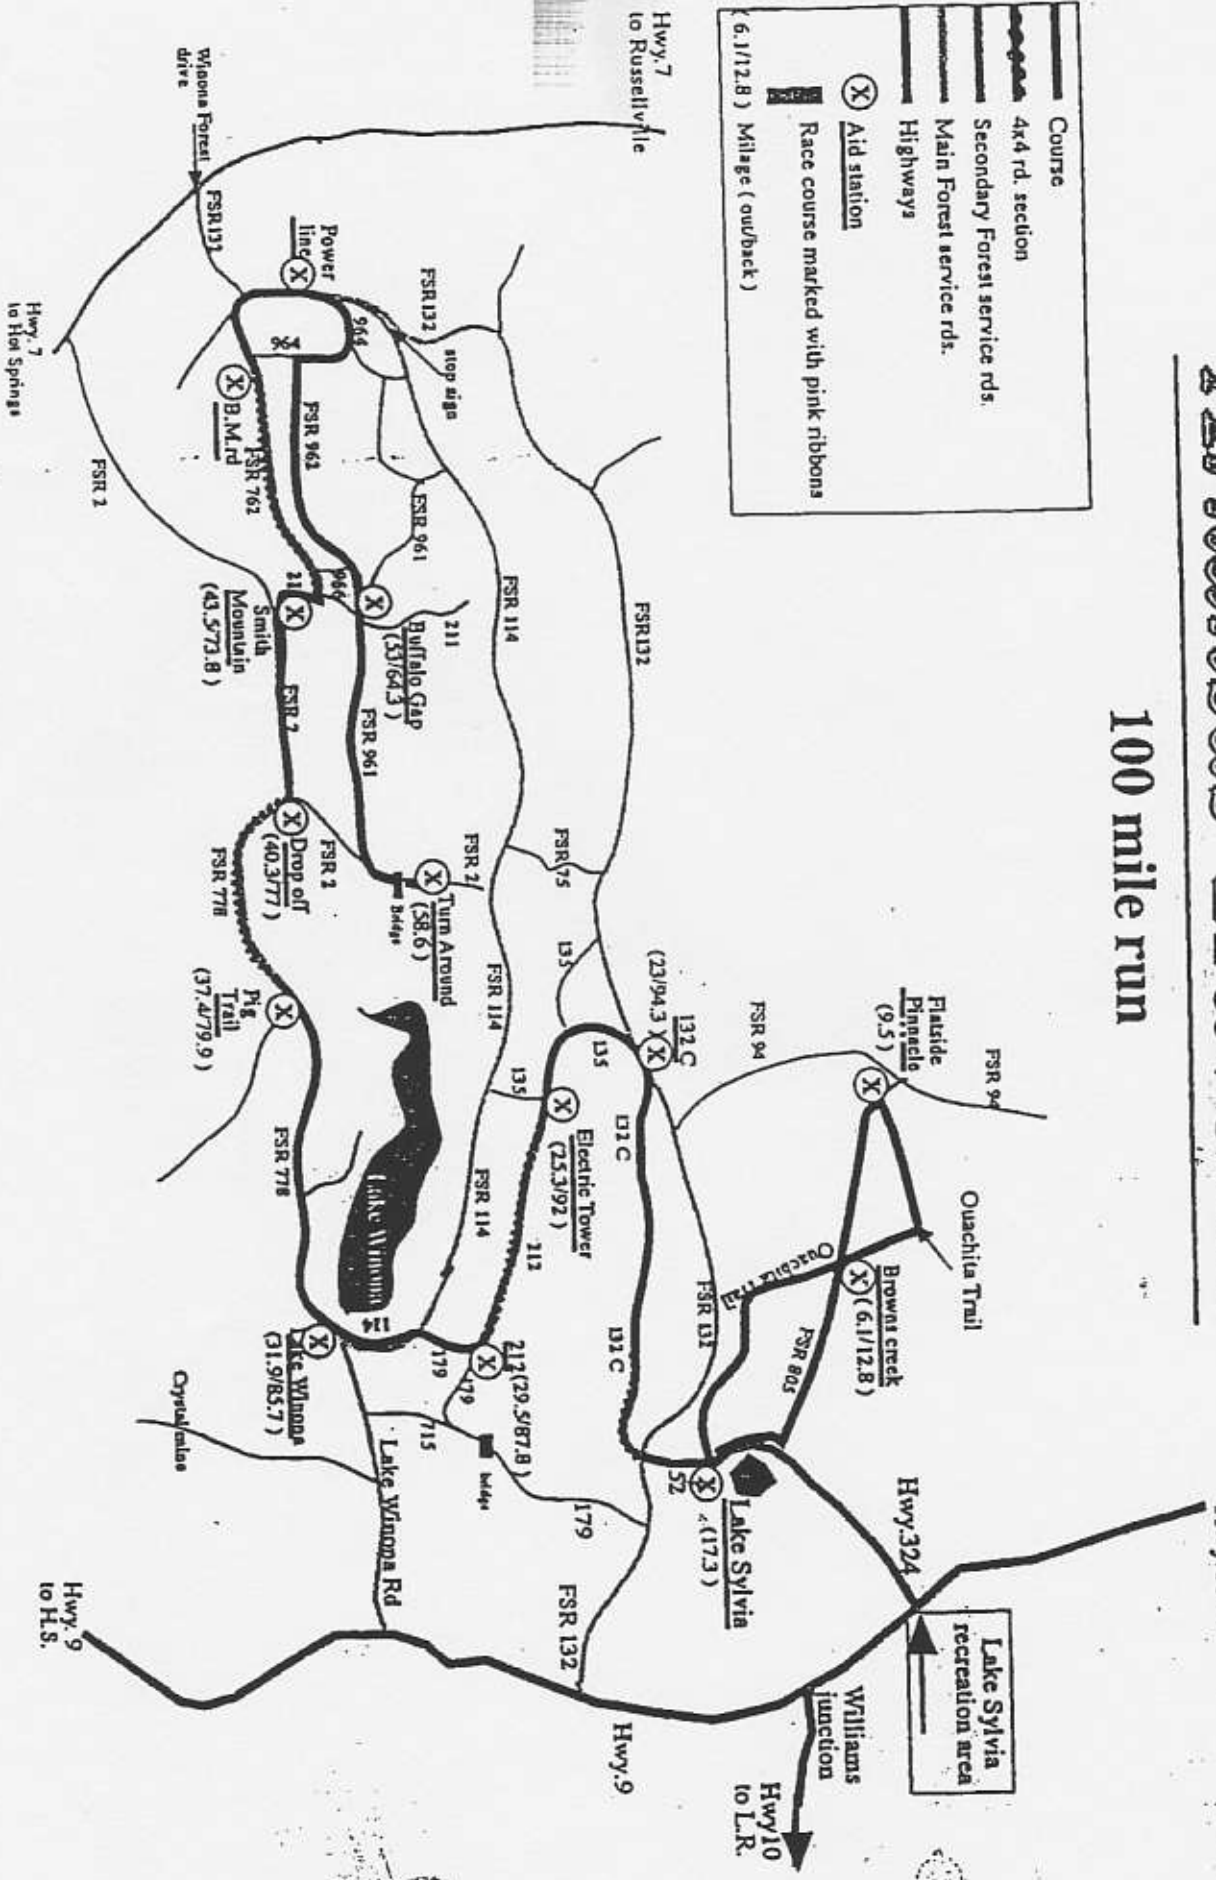 100 mile run
Course
4x4 rd. section
Secondary Forest service rds.
Main Forest service rds.
Highways
X Aid station
Race course marked with pink ribbons
( 6.1/12.8 ) Milage ( out/back )
Hwy.7
to Russellville
Winona Forest
drive
FSR132
Power
line
X
964
FSR132
stop sign
X
B.M.rd
FSR 762
FSR 962
FSR 961
Hwy. 7
to Hot Springs
FSR 2
21
966
X
Smith
Mountain
(43.5/73.8 )
X
Buffalo Gap
(53/64.3 )
211
FSR 114
FSR132
FSR 2
FSR 961
X
Drop off
(40.3/77 )
FSR 2
FSR 778
X
Turn Around
(58.6 )
Bridge
FSR 2
FSR 75
135
FSR 114
X
Pig
Trail
(37.4/79.9 )
FSR 778
Lake Winona
FSR 114
135
135
X
132 C
(23/94.3 )
X
Electric Tower
(25.3/92 )
212
132 C
132 C
FSR 94
FSR 94
Flatside
Pinnacle
(9.5 )
X
Ouachita Trail
Ouachita Trail
X
Browns creek
( 6.1/12.8 )
FSR 805
FSR 132
114
X
Lake Winona
(31.9/85.7 )
179
X
212 (29.5/87.8 )
179
715
bridge
179
Crystal mine
Lake Winona Rd
52
X
Lake Sylvia
(17.3 )
Hwy.324
FSR 132
Lake Sylvia
recreation area
Williams
junction
Hwy.9
Hwy10
to L.R.
Hwy. 9
to H.S.